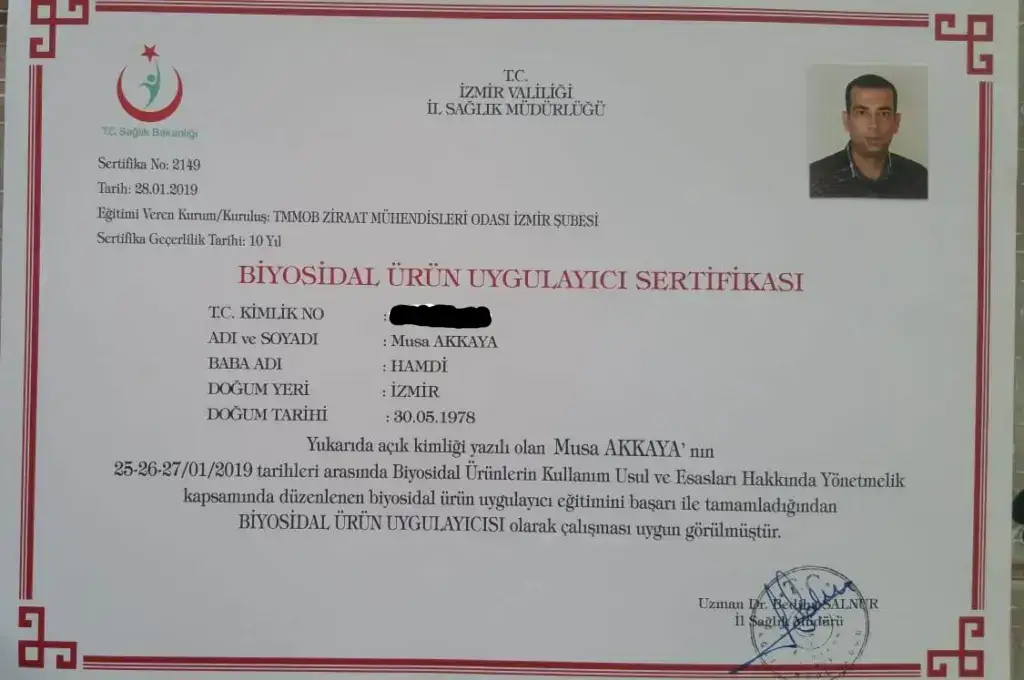 T.C.
İZMİR VALİLİĞİ
İL SAĞLIK MÜDÜRLÜĞÜ
T.C. Sağlık Bakanlığı
Sertifika No: 2149
Tarih: 28.01.2019
Eğitimi Veren Kurum/Kuruluş: TMMOB ZİRAAT MÜHENDİSLERİ ODASI İZMİR ŞUBESİ
Sertifika Geçerlilik Tarihi: 10 Yıl
BİYOSİDAL ÜRÜN UYGULAYICI SERTİFİKASI
T.C. KİMLİK NO :
ADI ve SOYADI : Musa AKKAYA
BABA ADI : HAMDİ
DOĞUM YERİ : İZMİR
DOĞUM TARİHİ : 30.05.1978
Yukarıda açık kimliği yazılı olan Musa AKKAYA' nın
25-26-27/01/2019 tarihleri arasında Biyosidal Ürünlerin Kullanım Usul ve Esasları Hakkında Yönetmelik
kapsamında düzenlenen biyosidal ürün uygulayıcı eğitimini başarı ile tamamladığından
BİYOSİDAL ÜRÜN UYGULAYICISI olarak çalışması uygun görülmüştür.
Uzman Dr. Bediha SALNUR
İl Sağlık Müdürü